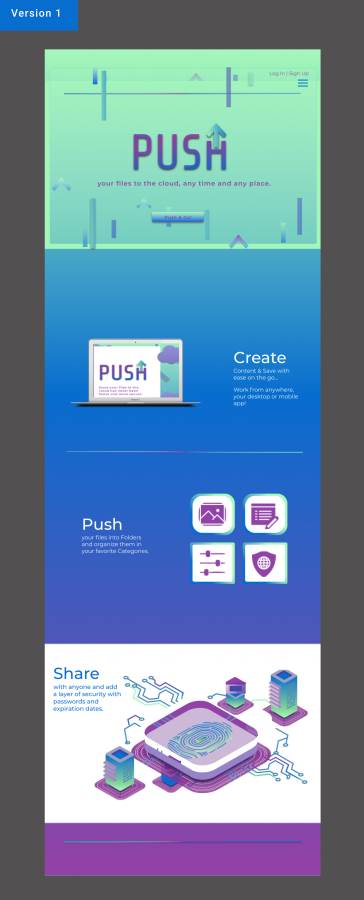 Version 1
Log In | Sign up
PUSH
your files to the cloud, any time and any place.
Push & Go!
PUSH
Create
Content & Save with
ease on the go...
Work from anywhere,
your desktop or mobile
app!
Push
your files into Folders
and organize them in
your favorite Categories.
Share
with anyone and add
a layer of security with
passwords and
expiration dates.